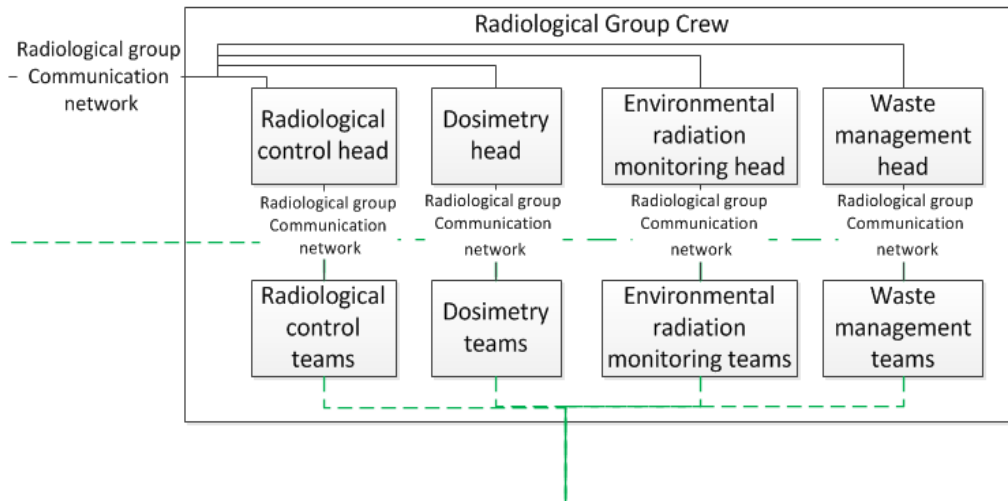 Radiological Group Crew
Radiological group
Communication
network
Radiological
control head
Dosimetry
head
Environmental
radiation
monitoring head
Waste
management
head
Radiological group
Communication
network
Radiological group
Communication
network
Radiological group
Communication
network
Radiological group
Communication
network
Radiological
control
teams
Dosimetry
teams
Environmental
radiation
monitoring teams
Waste
management
teams